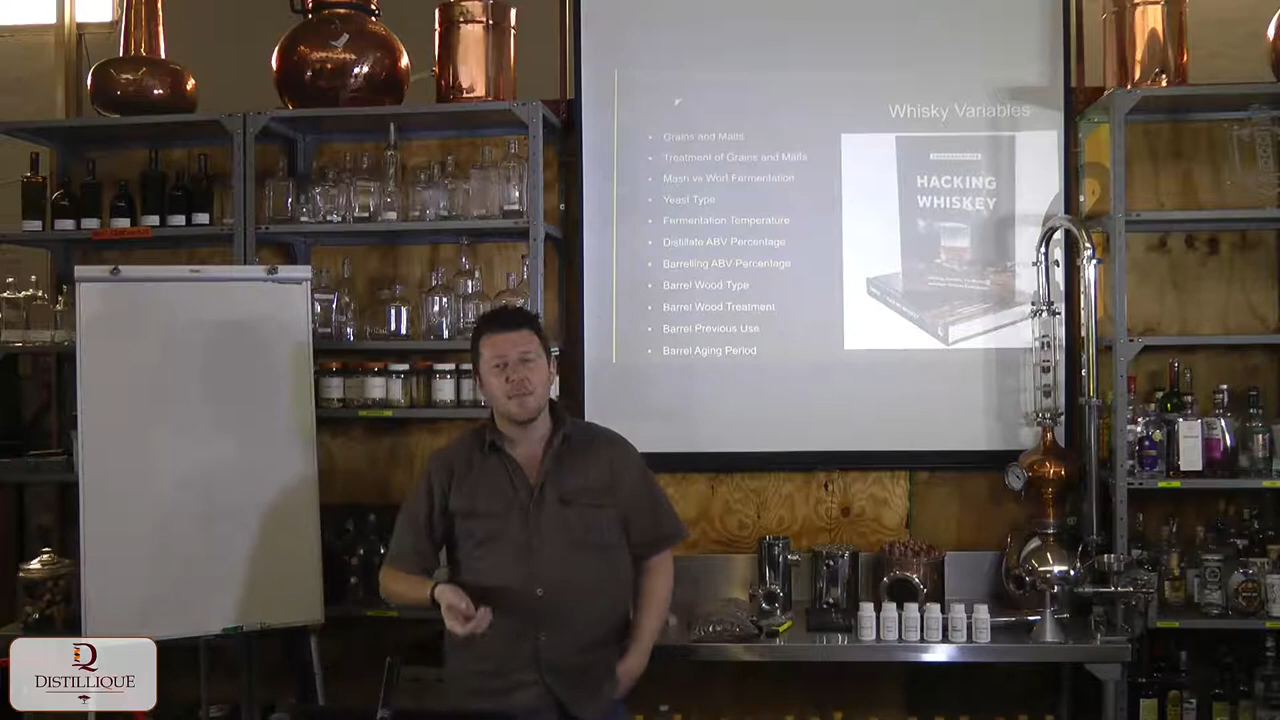 Whisky Variables
Grains and Malts
Treatment of Grains and Malts
Mash vs Wort Fermentation
Yeast Type
Fermentation Temperature
Distillate ABV Percentage
Barrelling ABV Percentage
Barrel Wood Type
Barrel Wood Treatment
Barrel Previous Use
Barrel Aging Period
HACKING
WHISKEY
DISTILLIQUE